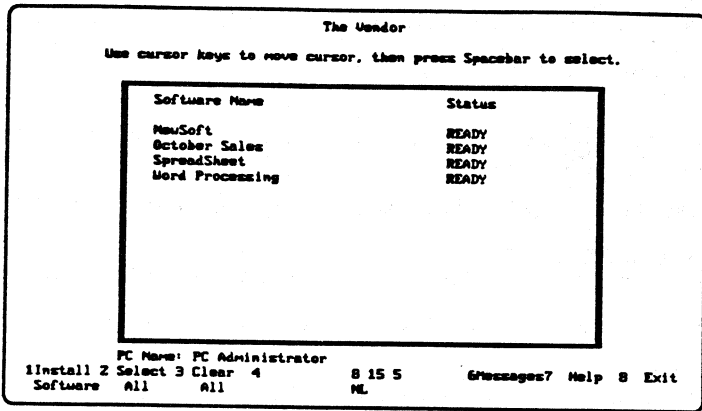 The Vendor
Use cursor keys to move cursor, then press Spacebar to select.
Software Name Status
NewSoft READY
October Sales READY
SpreadSheet READY
Word Processing READY
PC Name: PC Administrator
1Install 2 Select 3 Clear 4 8 15 5 6Messages7 Help 8 Exit
Software All All ML